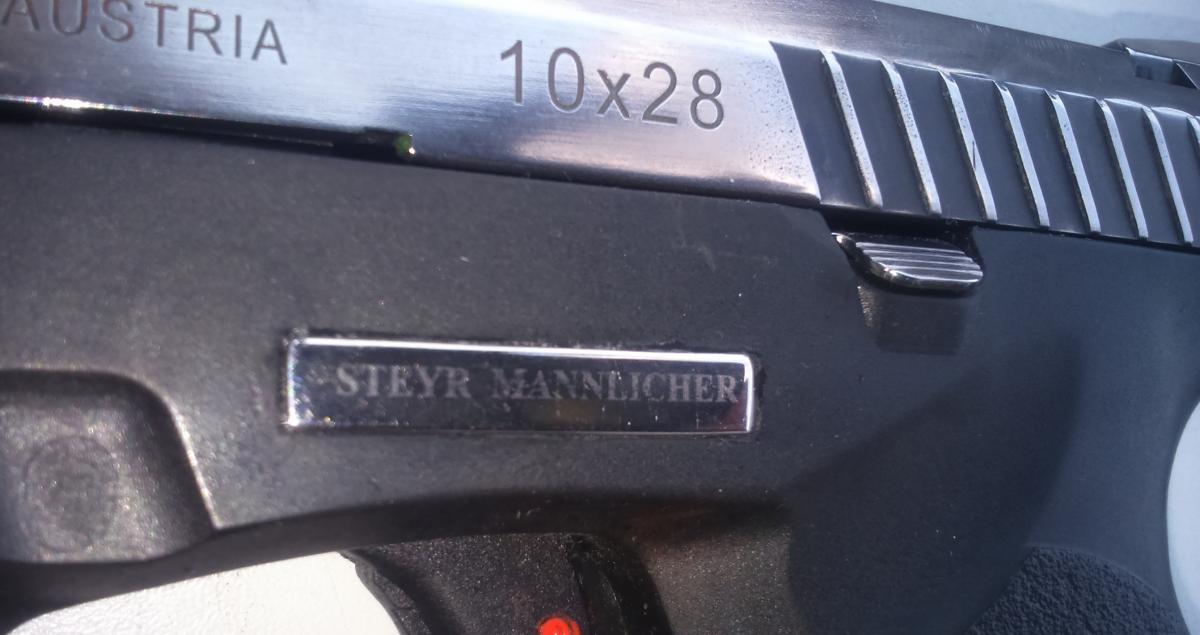 AUSTRIA
10x28
STEYR MANNLICHER